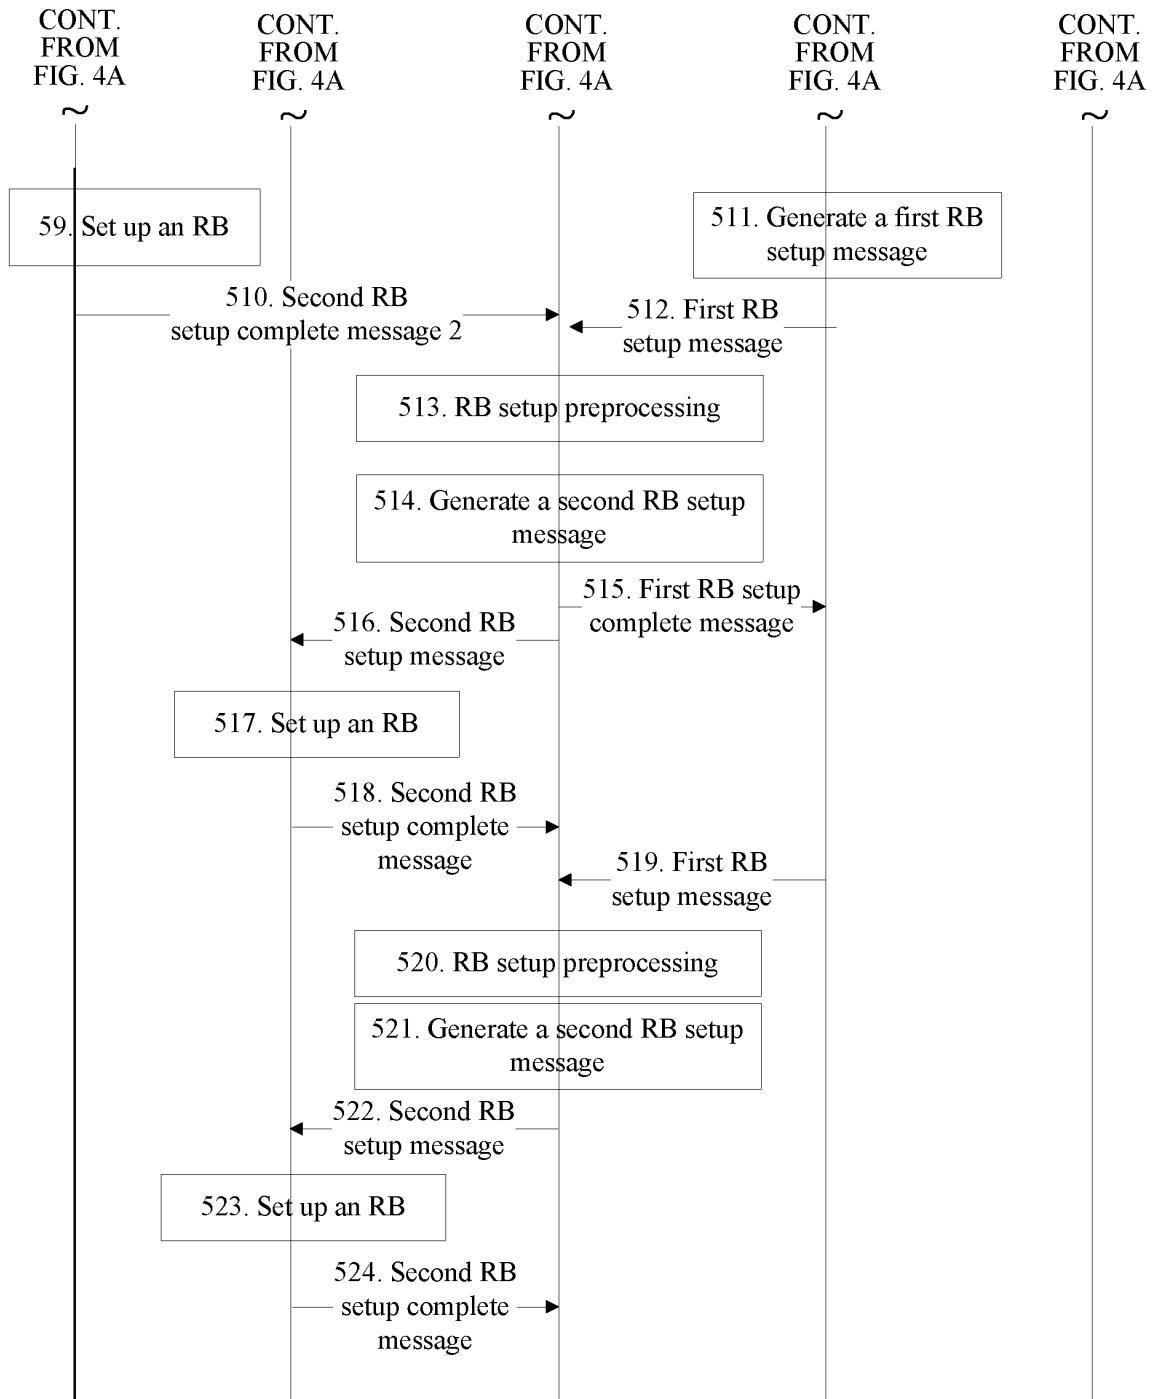 CONT.
FROM
FIG. 4A
CONT.
FROM
FIG. 4A
CONT.
FROM
FIG. 4A
CONT.
FROM
FIG. 4A
CONT.
FROM
FIG. 4A
59. Set up an RB
511. Generate a first RB
setup message
510. Second RB
setup complete message 2
512. First RB
setup message
513. RB setup preprocessing
514. Generate a second RB setup
message
515. First RB setup
complete message
516. Second RB
setup message
517. Set up an RB
518. Second RB
setup complete
message
519. First RB
setup message
520. RB setup preprocessing
521. Generate a second RB setup
message
522. Second RB
setup message
523. Set up an RB
524. Second RB
setup complete
message